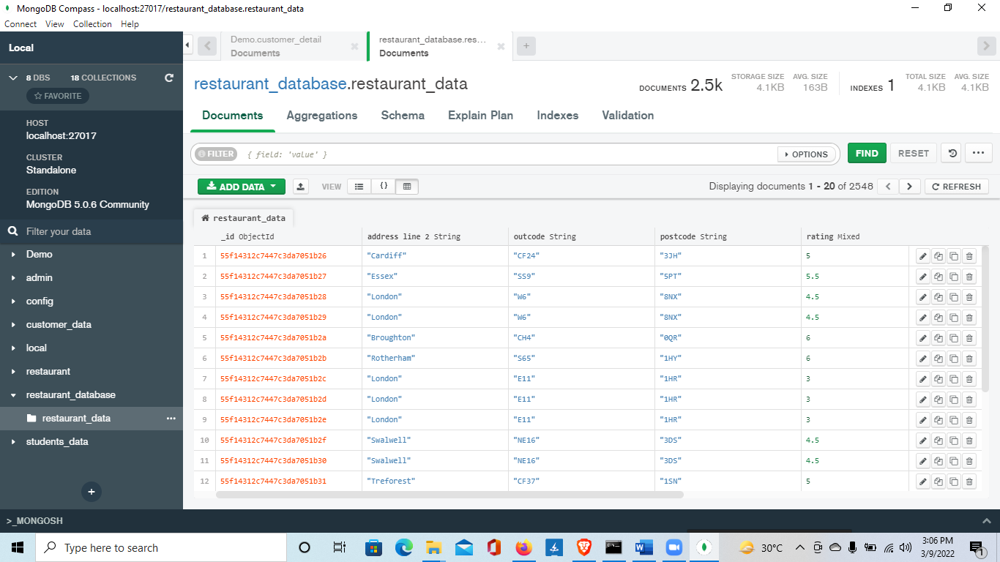 MongoDB Compass - localhost:27017/restaurant_database.restaurant_data
Connect View Collection Help
Local
8 DBS 18 COLLECTIONS
FAVORITE
HOST
localhost:27017
CLUSTER
Standalone
EDITION
MongoDB 5.0.6 Community
Filter your data
Demo
admin
config
customer_data
local
restaurant
restaurant_database
restaurant_data
students_data
+
Demo.customer_detail
Documents
restaurant_database.res...
Documents
+
restaurant_database.restaurant_data
DOCUMENTS 2.5k
STORAGE SIZE
4.1KB
AVG. SIZE
163B
INDEXES 1
TOTAL SIZE
4.1KB
AVG. SIZE
4.1KB
Documents Aggregations Schema Explain Plan Indexes Validation
FILTER { field: 'value' } OPTIONS FIND RESET
ADD DATA VIEW {} Displaying documents 1 - 20 of 2548 REFRESH
restaurant_data
_id ObjectId address line 2 String outcode String postcode String rating Mixed
1 55f14312c7447c3da7051b26 "Cardiff" "CF24" "3JH" 5
2 55f14312c7447c3da7051b27 "Essex" "SS9" "5PT" 5.5
3 55f14312c7447c3da7051b28 "London" "W6" "8NX" 4.5
4 55f14312c7447c3da7051b29 "London" "W6" "8NX" 4.5
5 55f14312c7447c3da7051b2a "Broughton" "CH4" "0QR" 6
6 55f14312c7447c3da7051b2b "Rotherham" "S65" "1HY" 6
7 55f14312c7447c3da7051b2c "London" "E11" "1HR" 3
8 55f14312c7447c3da7051b2d "London" "E11" "1HR" 3
9 55f14312c7447c3da7051b2e "London" "E11" "1HR" 3
10 55f14312c7447c3da7051b2f "Swalwell" "NE16" "3DS" 4.5
11 55f14312c7447c3da7051b30 "Swalwell" "NE16" "3DS" 4.5
12 55f14312c7447c3da7051b31 "Treforest" "CF37" "1SN" 5
>_MONGOSH
Type here to search
30°C
3:06 PM
3/9/2022
1